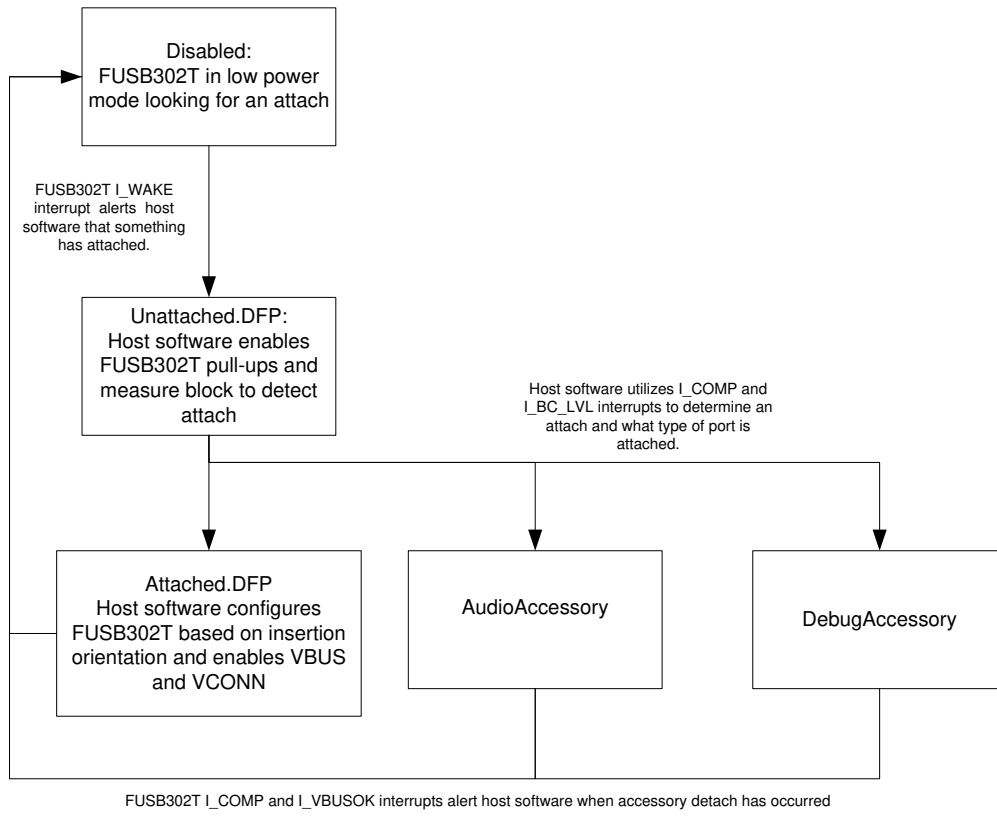 Disabled:
FUSB302T in low power
mode looking for an attach
FUSB302T I_WAKE
interrupt alerts host
software that something
has attached.
Unattached.DFP:
Host software enables
FUSB302T pull-ups and
measure block to detect
attach
Host software utilizes I_COMP and
I_BC_LVL interrupts to determine an
attach and what type of port is
attached.
Attached.DFP
Host software configures
FUSB302T based on insertion
orientation and enables VBUS
and VCONN
AudioAccessory
DebugAccessory
FUSB302T I_COMP and I_VBUSOK interrupts alert host software when accessory detach has occurred